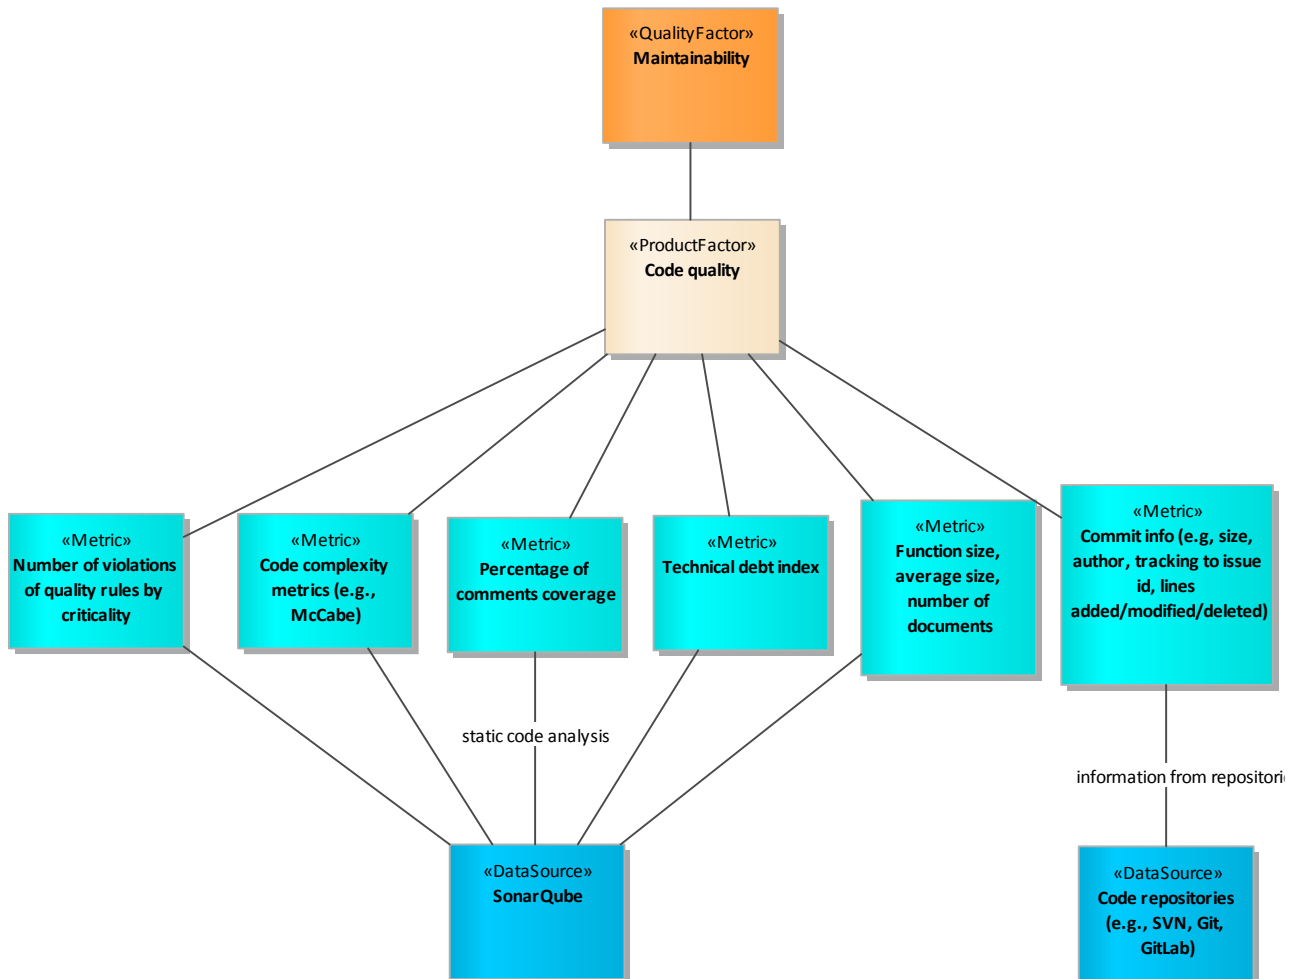 «QualityFactor»
Maintainability
«ProductFactor»
Code quality
«Metric»
Number of violations
of quality rules by
criticality
«Metric»
Code complexity
metrics (e.g.,
McCabe)
«Metric»
Percentage of
comments coverage
«Metric»
Technical debt index
«Metric»
Function size,
average size,
number of
documents
«Metric»
Commit info (e.g, size,
author, tracking to issue
id, lines
added/modified/deleted)
static code analysis
information from repositori
«DataSource»
SonarQube
«DataSource»
Code repositories
(e.g., SVN, Git,
GitLab)